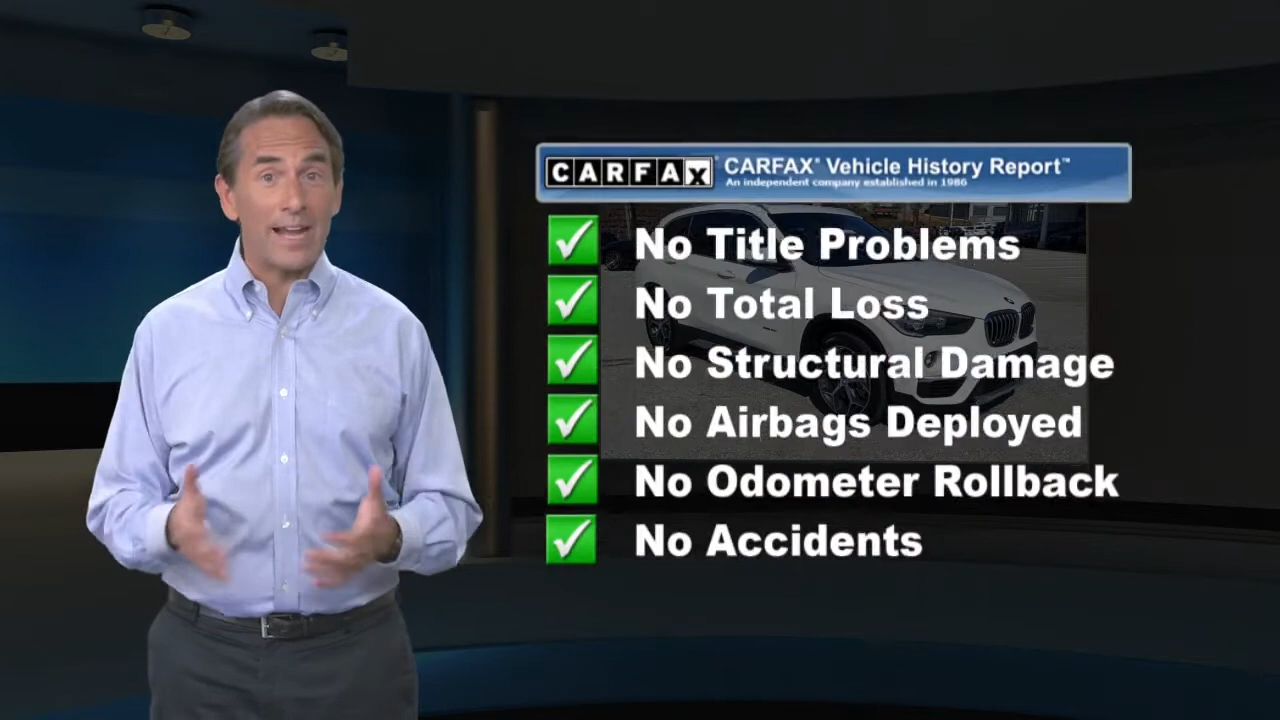 CARFAX CARFAX® Vehicle History Report™
An independent company established in 1986
No Title Problems
No Total Loss
No Structural Damage
No Airbags Deployed
No Odometer Rollback
No Accidents